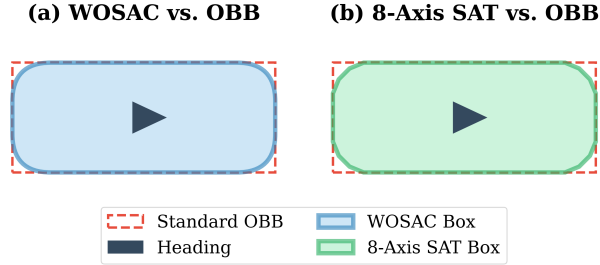 (a) WOSAC vs. OBB
(b) 8-Axis SAT vs. OBB
Standard OBB
Heading
WOSAC Box
8-Axis SAT Box